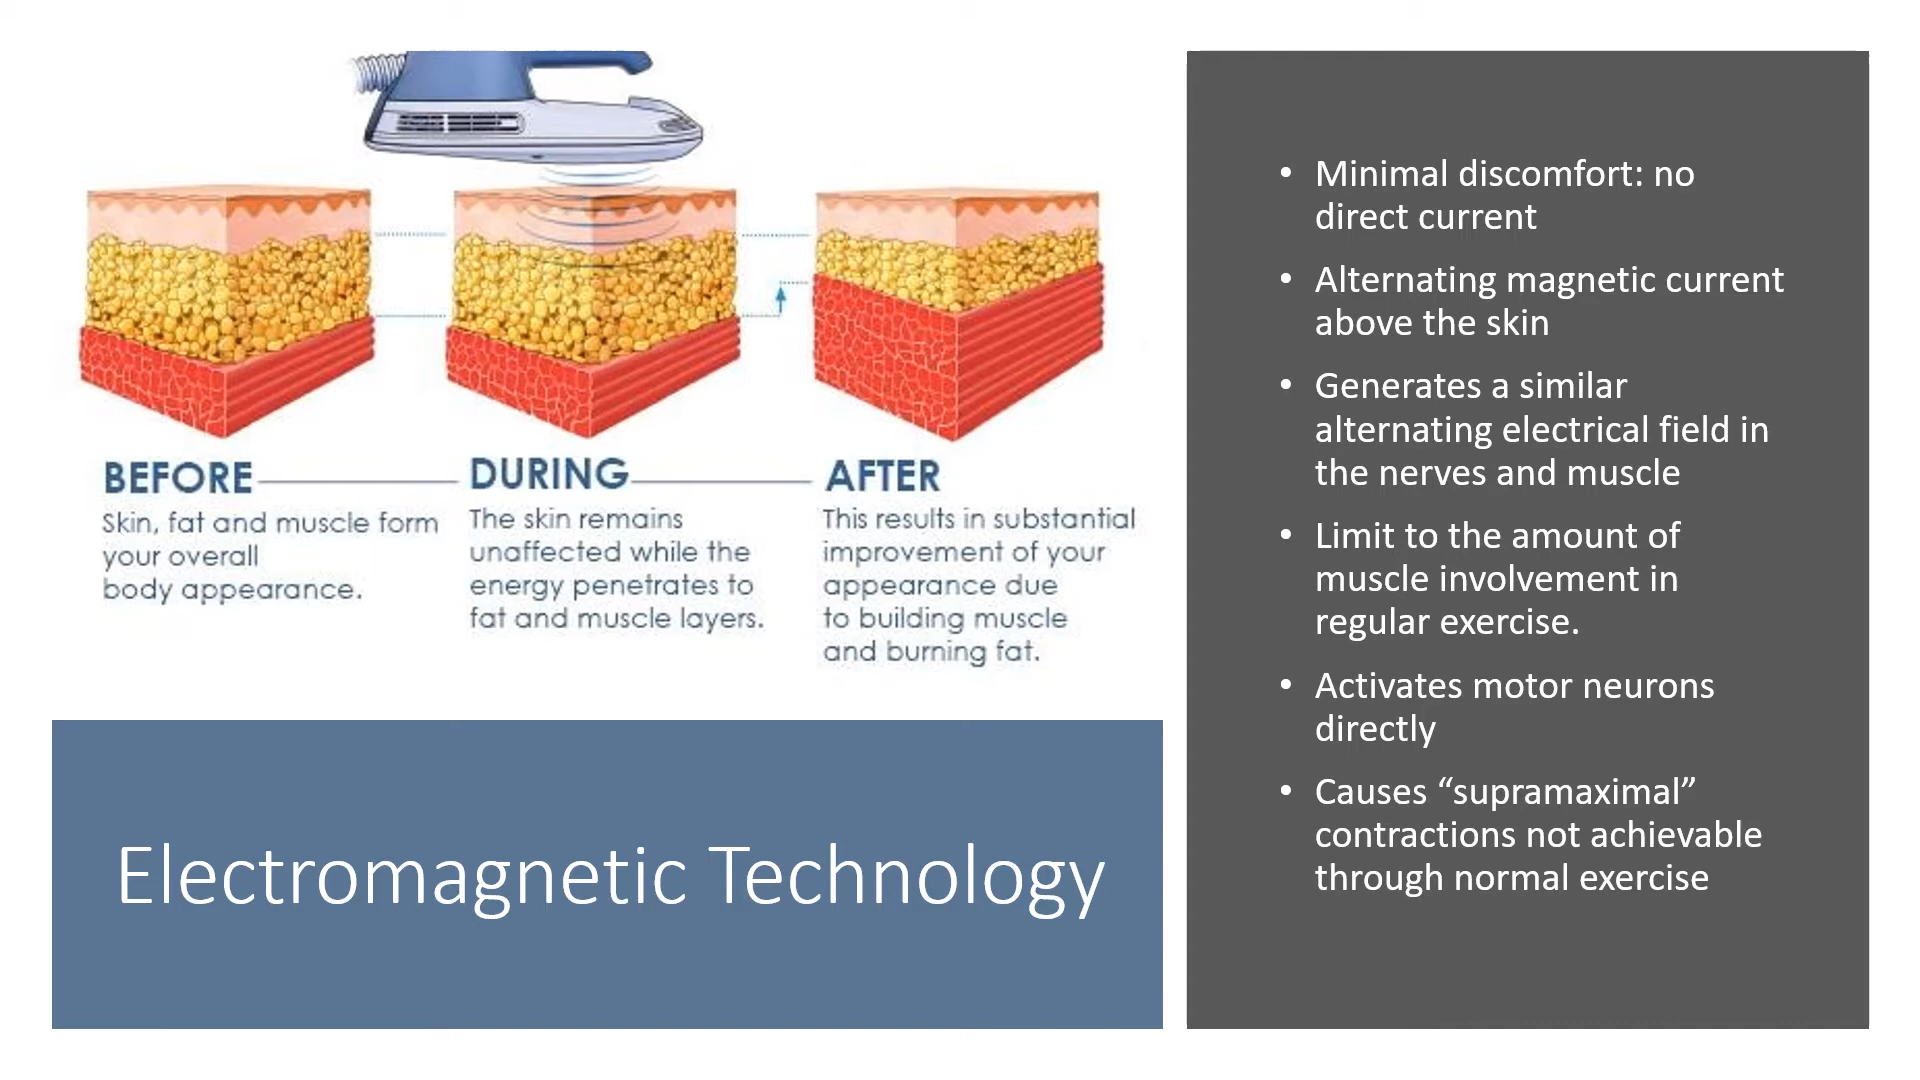 BEFORE
Skin, fat and muscle form
your overall
body appearance.
DURING
The skin remains
unaffected while the
energy penetrates to
fat and muscle layers.
AFTER
This results in substantial
improvement of your
appearance due
to building muscle
and burning fat.
Electromagnetic Technology
• Minimal discomfort: no
direct current
• Alternating magnetic current
above the skin
• Generates a similar
alternating electrical field in
the nerves and muscle
• Limit to the amount of
muscle involvement in
regular exercise.
• Activates motor neurons
directly
• Causes “supramaximal”
contractions not achievable
through normal exercise